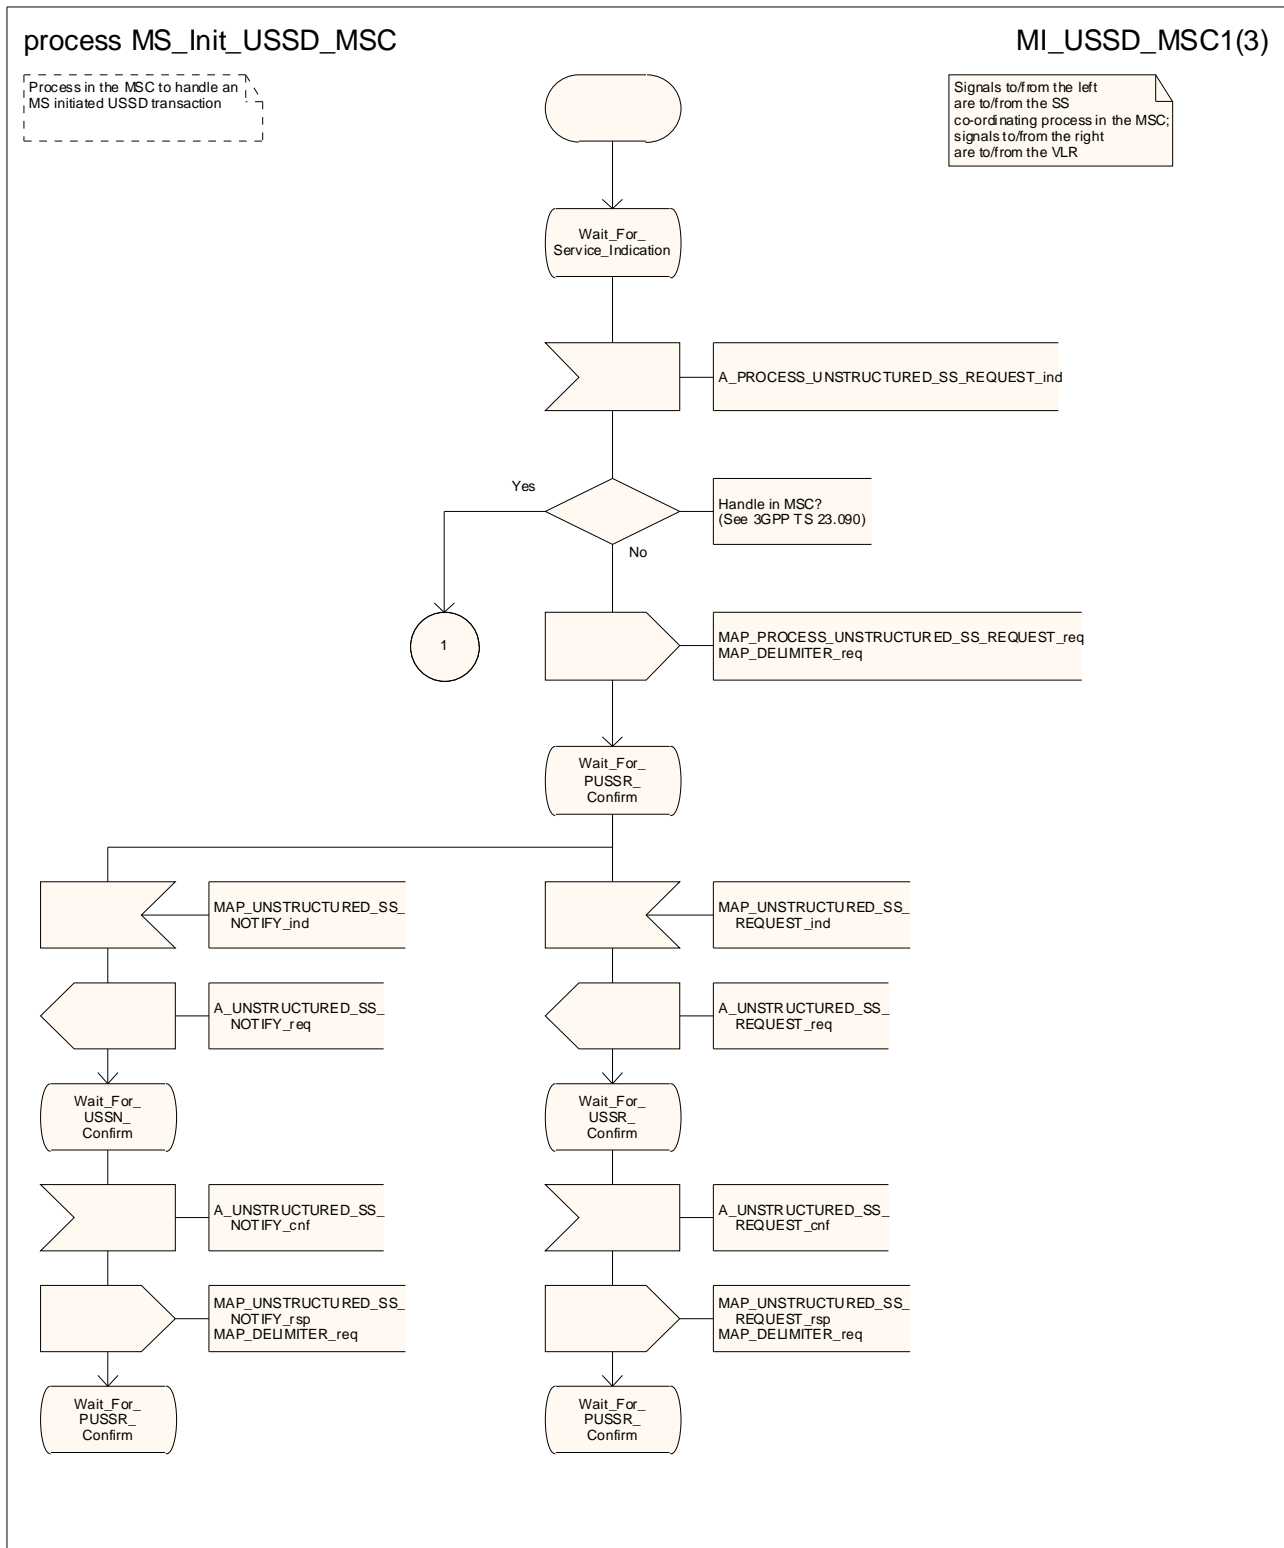 process MS_Init_USSD_MSC
MI_USSD_MSC1(3)
Process in the MSC to handle an
MS initiated USSD transaction
Signals to/from the left
are to/from the SS
co-ordinating process in the MSC;
signals to/from the right
are to/from the VLR
Wait_For_
Service_Indication
A_PROCESS_UNSTRUCTURED_SS_REQUEST_ind
Yes
Handle in MSC?
(See 3GPP TS 23.090)
No
1
MAP_PROCESS_UNSTRUCTURED_SS_REQUEST_req
MAP_DELIMITER_req
Wait_For_
PUSSR_
Confirm
MAP_UNSTRUCTURED_SS_
NOTIFY_ind
MAP_UNSTRUCTURED_SS_
REQUEST_ind
A_UNSTRUCTURED_SS_
NOTIFY_req
A_UNSTRUCTURED_SS_
REQUEST_req
Wait_For_
USSN_
Confirm
Wait_For_
USSR_
Confirm
A_UNSTRUCTURED_SS_
NOTIFY_cnf
A_UNSTRUCTURED_SS_
REQUEST_cnf
MAP_UNSTRUCTURED_SS_
NOTIFY_rsp
MAP_DELIMITER_req
MAP_UNSTRUCTURED_SS_
REQUEST_rsp
MAP_DELIMITER_req
Wait_For_
PUSSR_
Confirm
Wait_For_
PUSSR_
Confirm